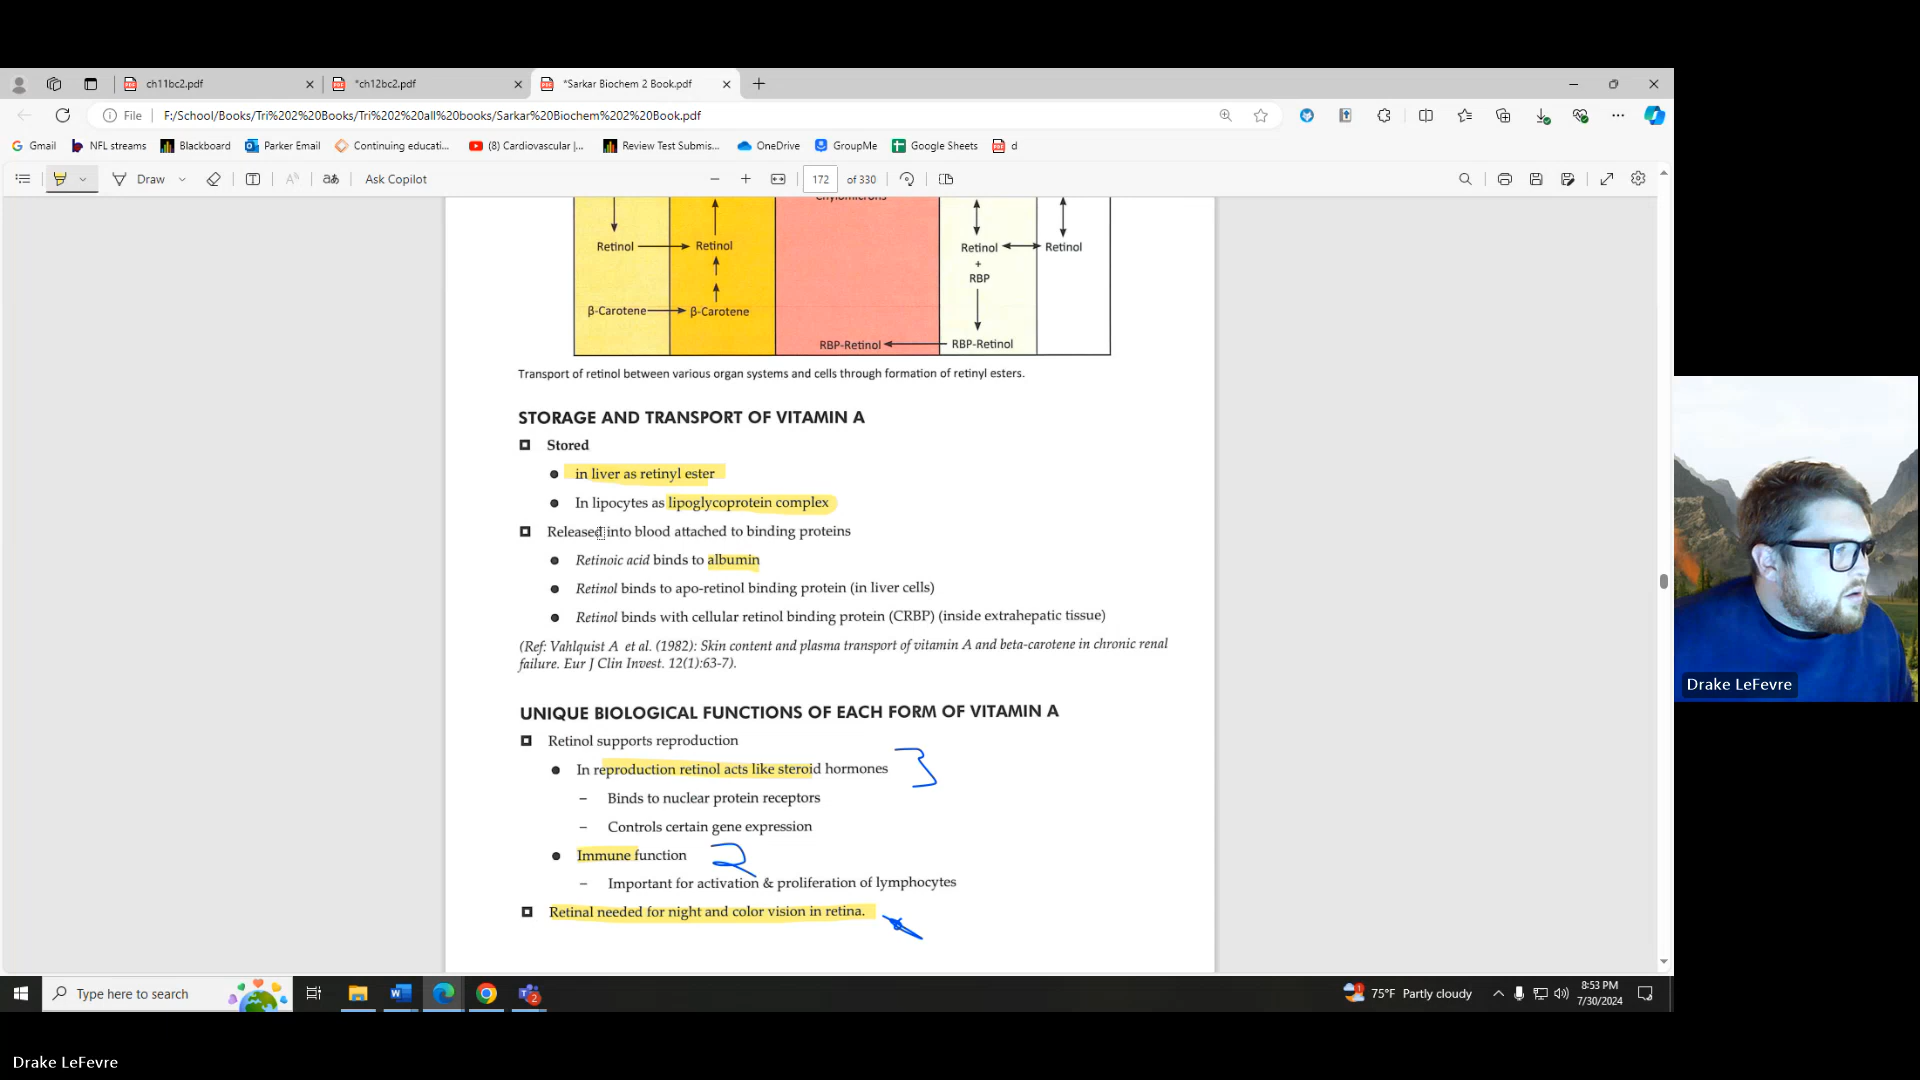 ch11bc2.pdf
*ch12bc2.pdf
*Sarkar Biochem 2 Book.pdf
File
F:/School/Books/Tri%202%20Books/Tri%202%20all%20books/Sarkar%20Biochem%202%20Book.pdf
Gmail
NFL streams
Blackboard
Parker Email
Continuing educati...
(8) Cardiovascular |...
Review Test Submis...
OneDrive
GroupMe
Google Sheets
d
Draw
Ask Copilot
172 of 330
Chylomicrons
Retinol
Retinol
Retinol
Retinol
+
RBP
β-Carotene
β-Carotene
RBP-Retinol
RBP-Retinol
Transport of retinol between various organ systems and cells through formation of retinyl esters.
STORAGE AND TRANSPORT OF VITAMIN A
Stored
in liver as retinyl ester
In lipocytes as lipoglycoprotein complex
Released into blood attached to binding proteins
Retinoic acid binds to albumin
Retinol binds to apo-retinol binding protein (in liver cells)
Retinol binds with cellular retinol binding protein (CRBP) (inside extrahepatic tissue)
(Ref: Vahlquist A et al. (1982): Skin content and plasma transport of vitamin A and beta-carotene in chronic renal
failure. Eur J Clin Invest. 12(1):63-7).
UNIQUE BIOLOGICAL FUNCTIONS OF EACH FORM OF VITAMIN A
Retinol supports reproduction
In reproduction retinol acts like steroid hormones
– Binds to nuclear protein receptors
– Controls certain gene expression
Immune function 2
– Important for activation & proliferation of lymphocytes
Retinal needed for night and color vision in retina.
Drake LeFevre
Type here to search
2
75°F Partly cloudy
8:53 PM
7/30/2024
Drake LeFevre